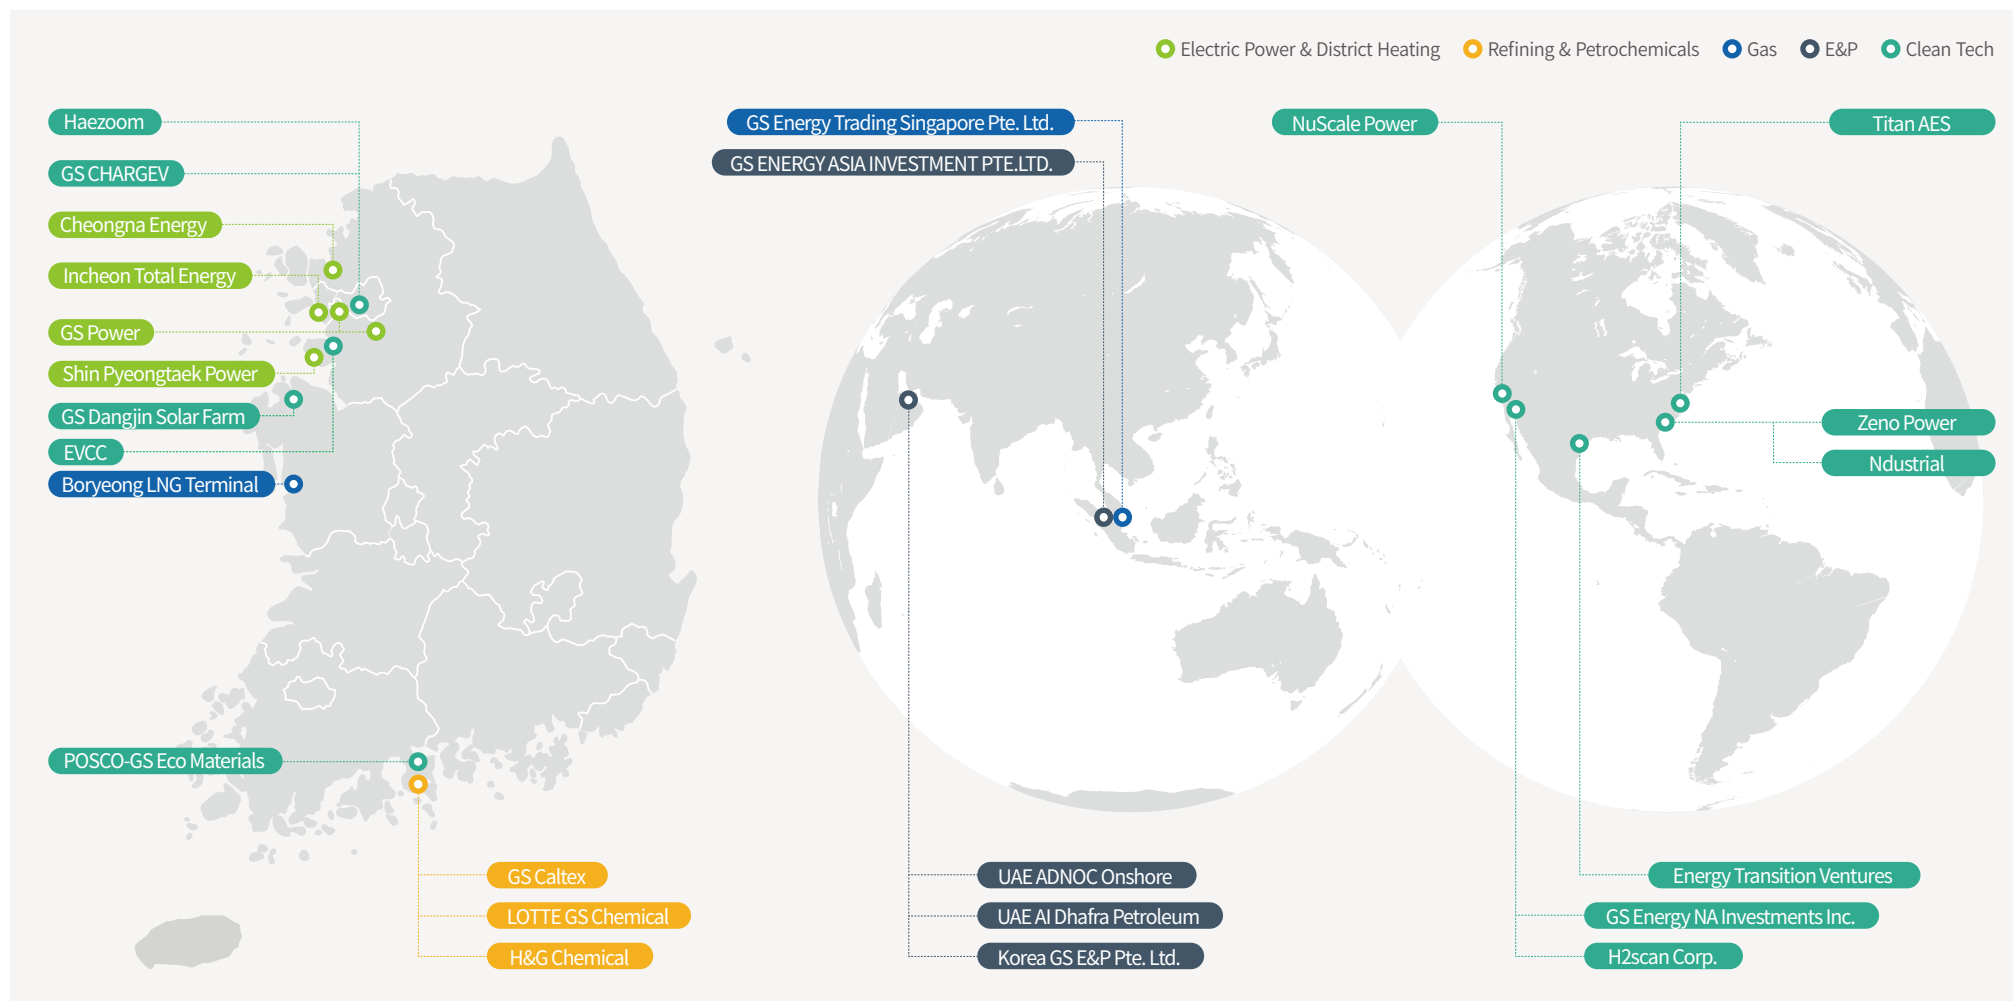 Electric Power & District Heating
Refining & Petrochemicals
Gas
E&P
Clean Tech
Haezoom
GS CHARGEV
Cheongna Energy
Incheon Total Energy
GS Power
Shin Pyeongtaek Power
GS Dangjin Solar Farm
EVCC
Boryeong LNG Terminal
POSCO-GS Eco Materials
GS Caltex
LOTTE GS Chemical
H&G Chemical
GS Energy Trading Singapore Pte. Ltd.
GS ENERGY ASIA INVESTMENT PTE.LTD.
UAE ADNOC Onshore
UAE AI Dhafra Petroleum
Korea GS E&P Pte. Ltd.
NuScale Power
Titan AES
Zeno Power
Ndustrial
Energy Transition Ventures
GS Energy NA Investments Inc.
H2scan Corp.